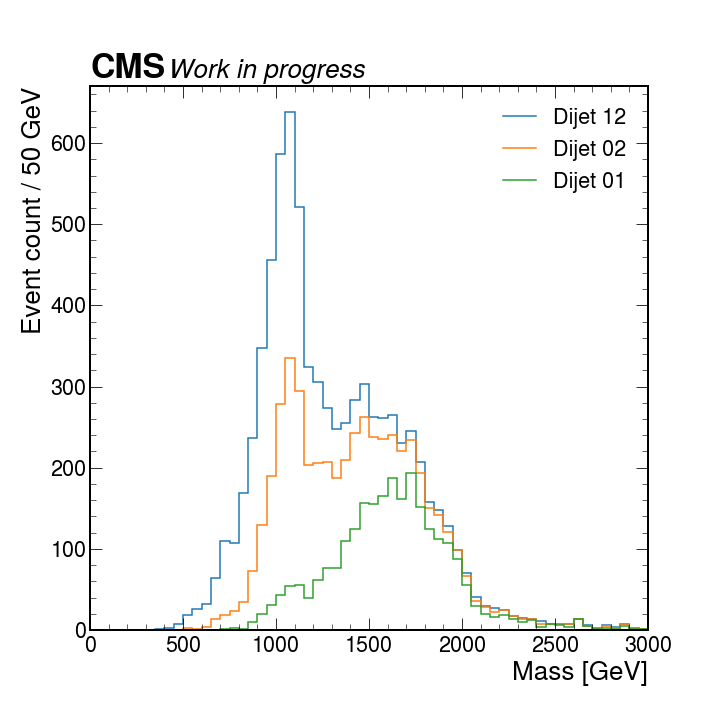 CMS Work in progress
Event count / 50 GeV
600
500
400
300
200
100
0
Dijet 12
Dijet 02
Dijet 01
0 500 1000 1500 2000 2500 3000
Mass [GeV]